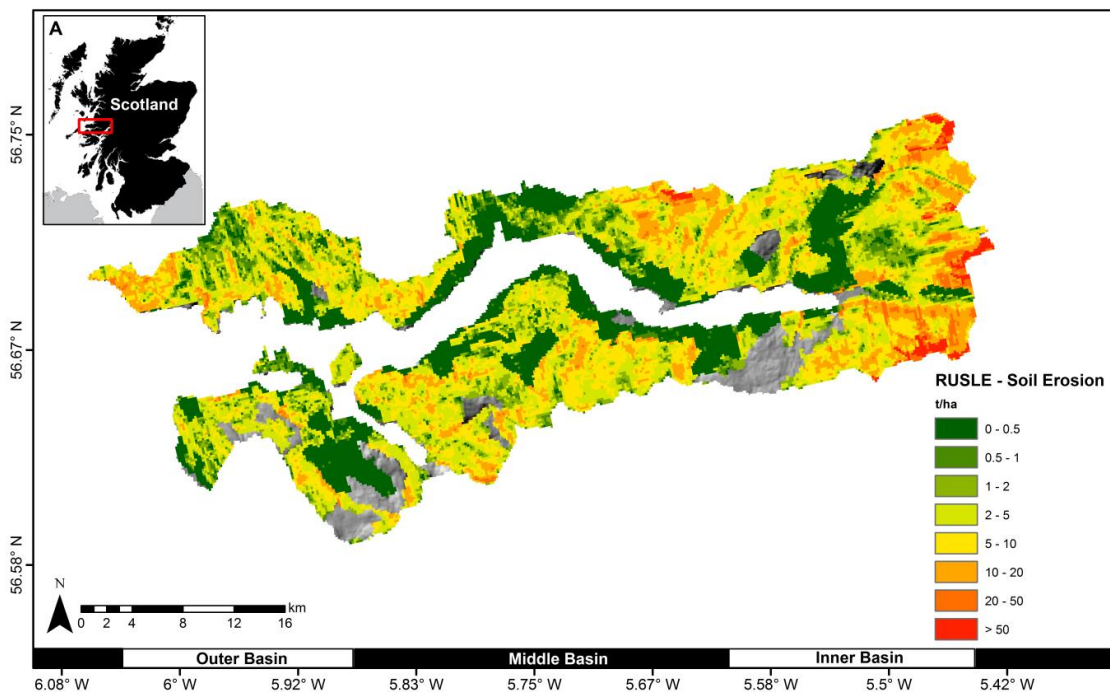 A
Scotland
56.75° N
56.67° N
56.58° N
RUSLE - Soil Erosion
t/ha
0 - 0.5
0.5 - 1
1 - 2
2 - 5
5 - 10
10 - 20
20 - 50
> 50
N
km
0 2 4 8 12 16
Outer Basin Middle Basin Inner Basin
6.08° W 6° W 5.92° W 5.83° W 5.75° W 5.67° W 5.58° W 5.5° W 5.42° W